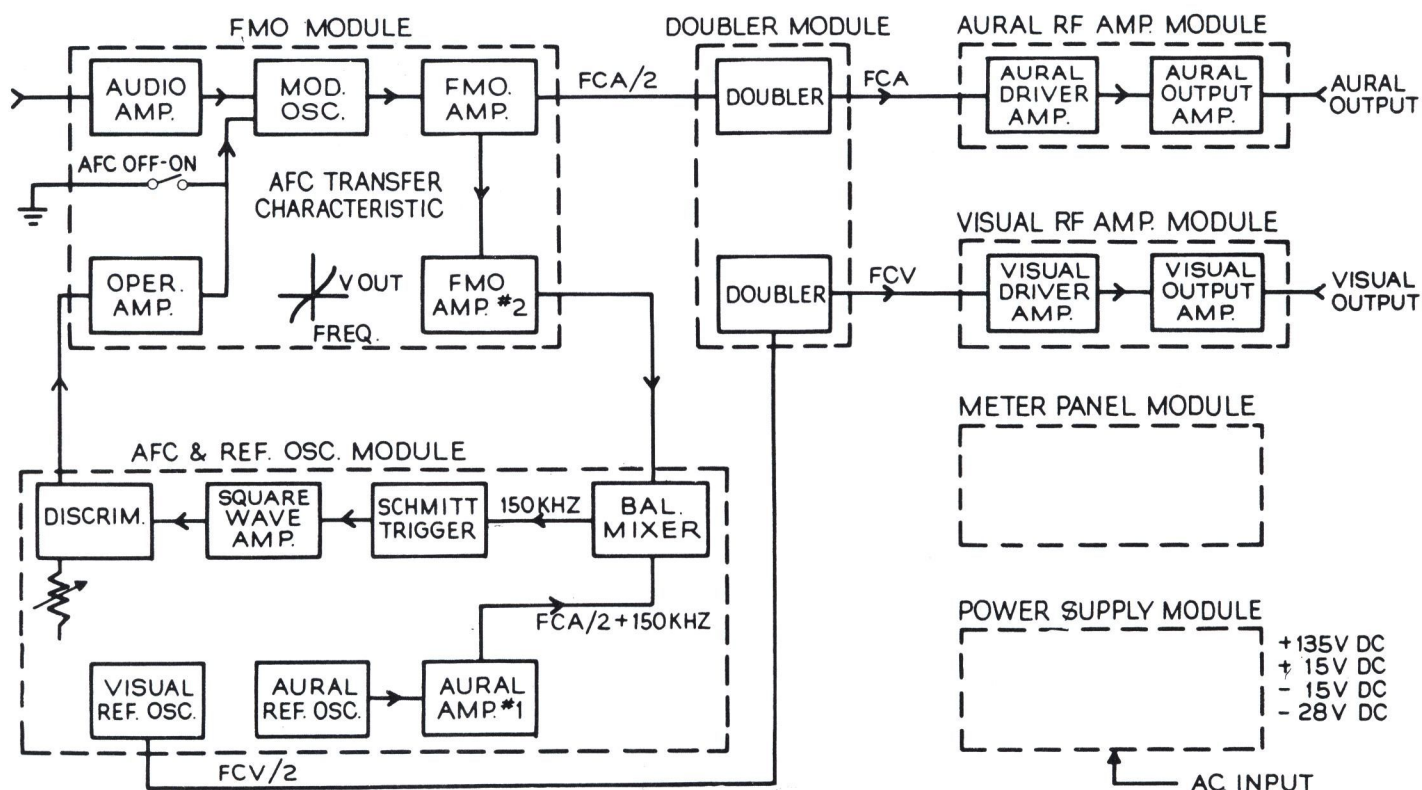 FMO MODULE
AUDIO
AMP.
MOD.
OSC.
FMO.
AMP.
AFC OFF-ON
AFC TRANSFER
CHARACTERISTIC
OPER.
AMP.
V OUT
FREQ.
FMO
AMP. #2
FCA/2
DOUBLER MODULE
DOUBLER
DOUBLER
FCA
FCV
AURAL RF AMP. MODULE
AURAL
DRIVER
AMP.
AURAL
OUTPUT
AMP.
AURAL
OUTPUT
VISUAL RF AMP. MODULE
VISUAL
DRIVER
AMP.
VISUAL
OUTPUT
AMP.
VISUAL
OUTPUT
AFC & REF. OSC. MODULE
DISCRIM.
SQUARE
WAVE
AMP.
SCHMITT
TRIGGER
150KHZ
BAL.
MIXER
FCA/2+150KHZ
VISUAL
REF. OSC.
AURAL
REF. OSC.
AURAL
AMP. #1
FCV/2
METER PANEL MODULE
POWER SUPPLY MODULE
+135V DC
+ 15V DC
- 15V DC
- 28V DC
AC INPUT